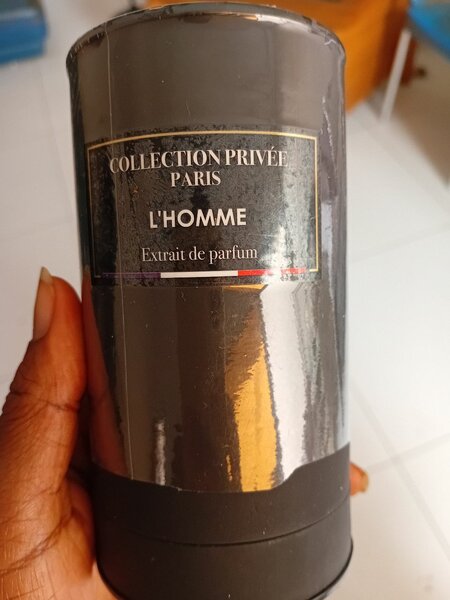 COLLECTION PRIVÉE
PARIS
L'HOMME
Extrait de parfum